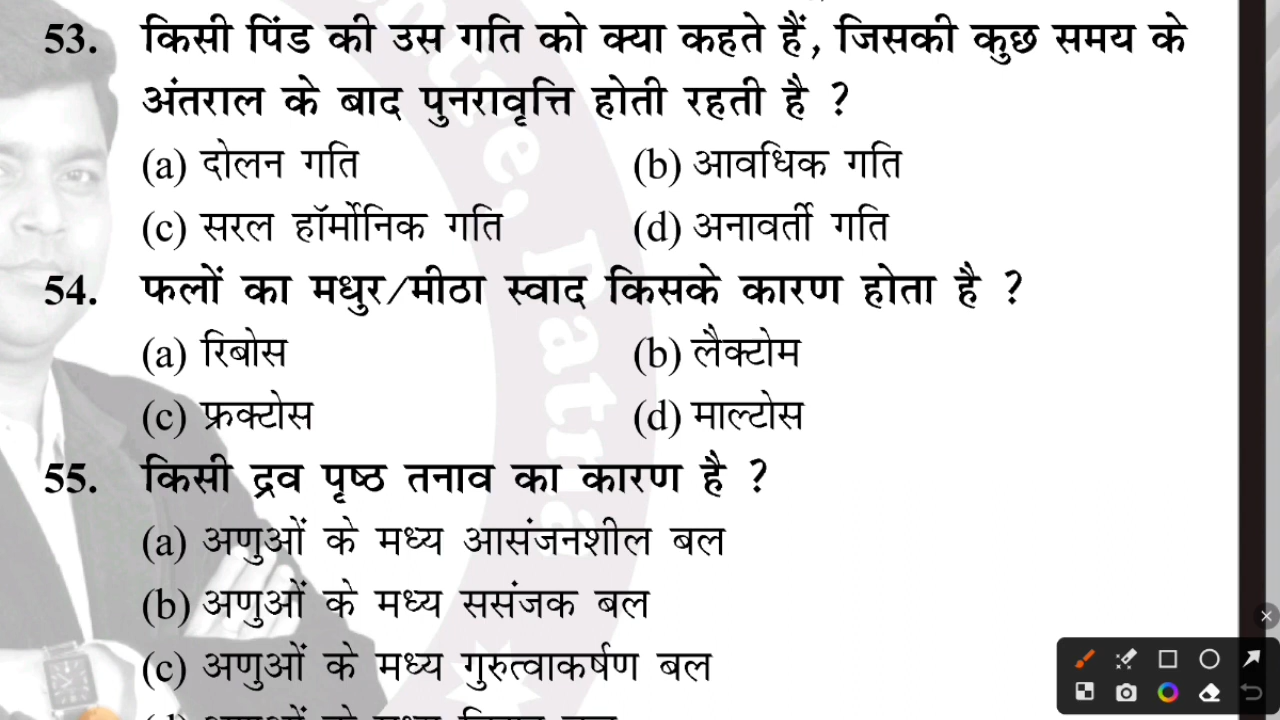 53. किसी पिंड की उस गति को क्या कहते हैं, जिसकी कुछ समय के
अंतराल के बाद पुनरावृत्ति होती रहती है ?
(a) दोलन गति (b) आवधिक गति
(c) सरल हॉर्मोनिक गति (d) अनावर्ती गति
54. फलों का मधुर/मीठा स्वाद किसके कारण होता है ?
(a) रिबोस (b) लैक्टोम
(c) फ्रक्टोस (d) माल्टोस
55. किसी द्रव पृष्ठ तनाव का कारण है ?
(a) अणुओं के मध्य आसंजनशील बल
(b) अणुओं के मध्य ससंजक बल
(c) अणुओं के मध्य गुरुत्वाकर्षण बल
Patna